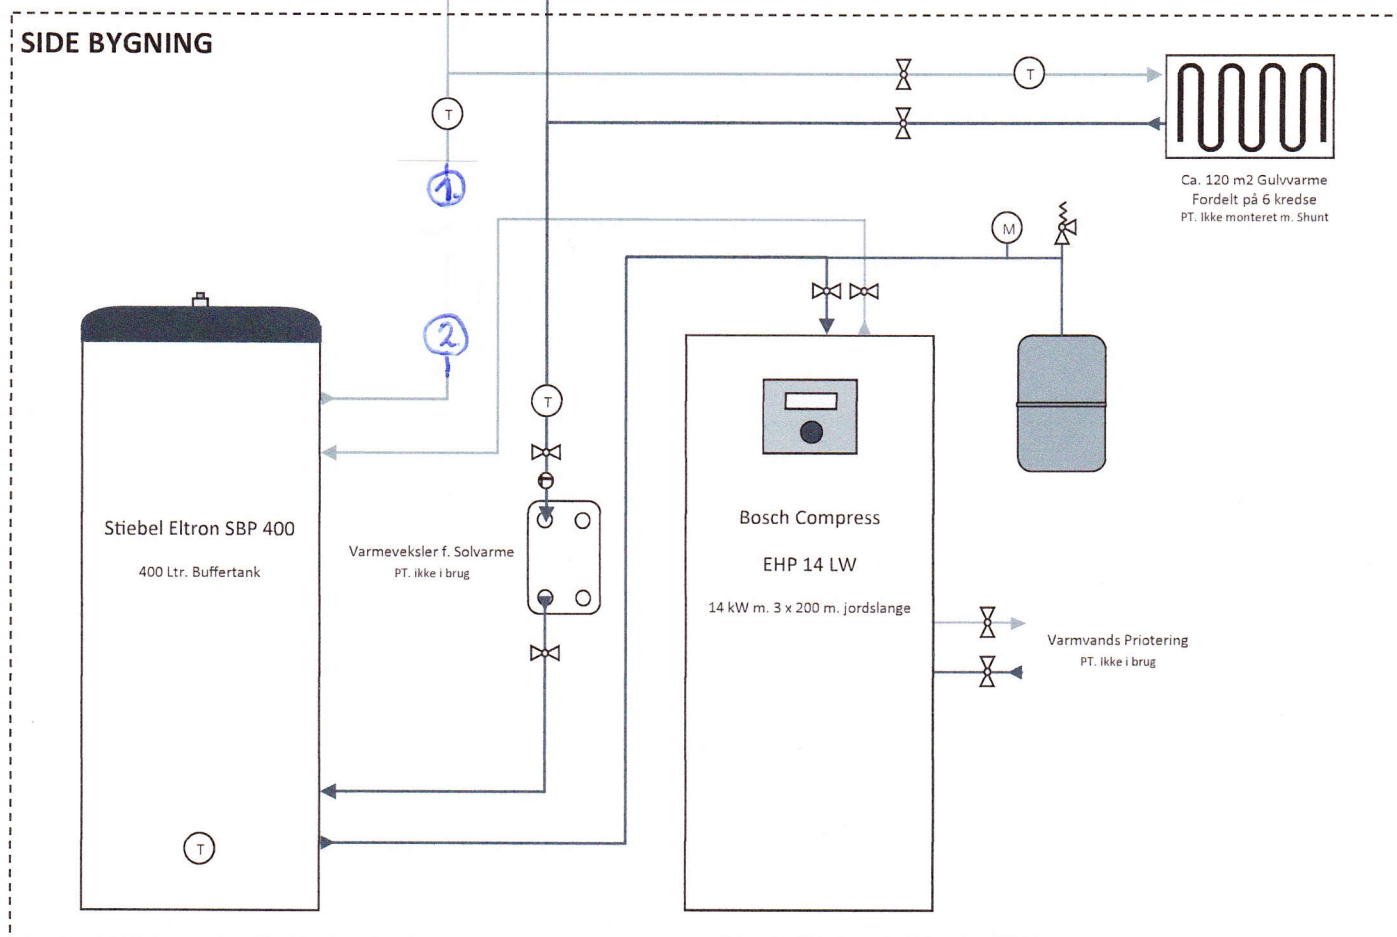 SIDE BYGNING
T
T
1.
Ca. 120 m2 Gulvvarme
Fordelt på 6 kredse
PT. Ikke monteret m. Shunt
M
2
T
Stiebel Eltron SBP 400
400 Ltr. Buffertank
Varmeveksler f. Solvarme
PT. ikke i brug
Bosch Compress
EHP 14 LW
14 kW m. 3 x 200 m. jordslange
Varmvands Priotering
PT. Ikke i brug
T